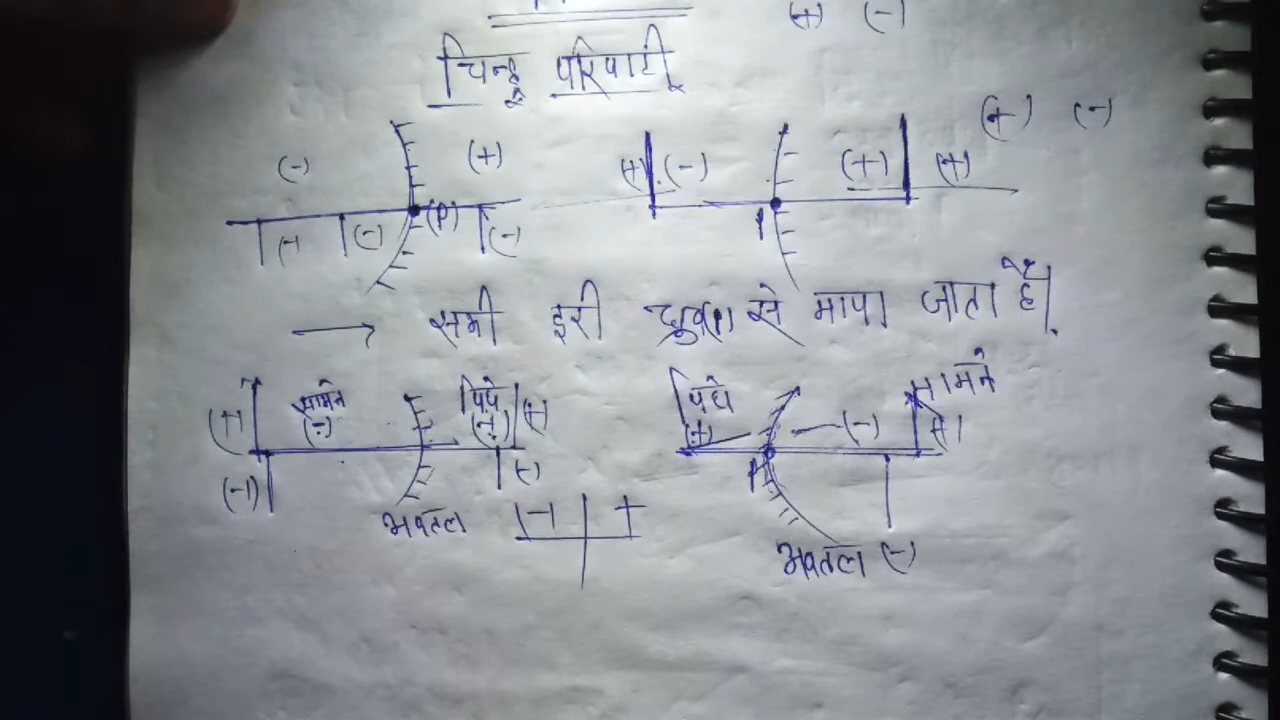 (+) (-)
चिन्ह परिपाटी
(-) (+) (+) (-) (+) (+) (+) (-)
(-) (-) (P) (-) P
→ सभी दूरी ध्रुव से मापा जाता है।
(+) सामने (-) पिछे (+) (+) पिछे (+) (-) सामने
(-) (-) P
अवतल - + अवतल (-)